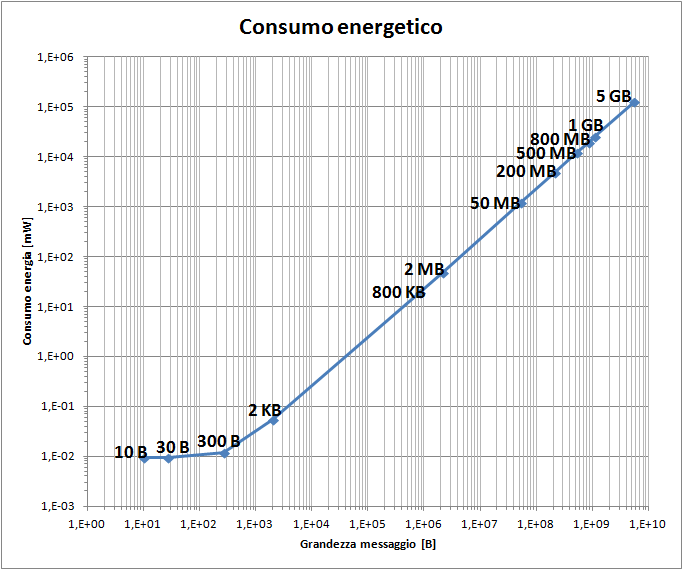 Consumo energetico
1,E+06
1,E+05
1,E+04
1,E+03
1,E+02
1,E+01
1,E+00
1,E-01
1,E-02
1,E-03
Consumo energia [mW]
10 B
30 B
300 B
2 KB
800 KB
2 MB
50 MB
200 MB
500 MB
800 MB
1 GB
5 GB
1,E+00 1,E+01 1,E+02 1,E+03 1,E+04 1,E+05 1,E+06 1,E+07 1,E+08 1,E+09 1,E+10
Grandezza messaggio [B]